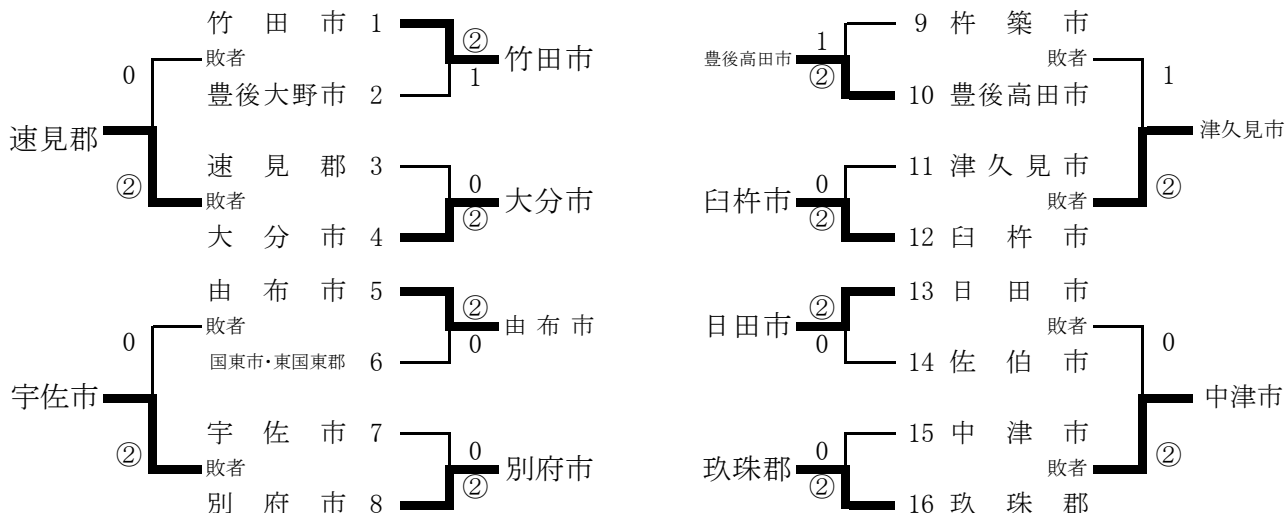 竹田市 1
② 竹田市
0 敗者
1
豊後大野市 2
速見郡
速見郡 3
② 敗者
0
② 大分市
大分市 4
由布市 5
② 由布市
0 敗者
0
国東市・東国東郡 6
宇佐市
宇佐市 7
② 敗者
0
② 別府市
別府市 8
9 杵築市
豊後高田市 1
②
敗者 1
10 豊後高田市
津久見市
11 津久見市
臼杵市 0
②
敗者 ②
12 臼杵市
13 日田市
日田市 ②
0
敗者 0
14 佐伯市
中津市
15 中津市
玖珠郡 0
②
敗者 ②
16 玖珠郡